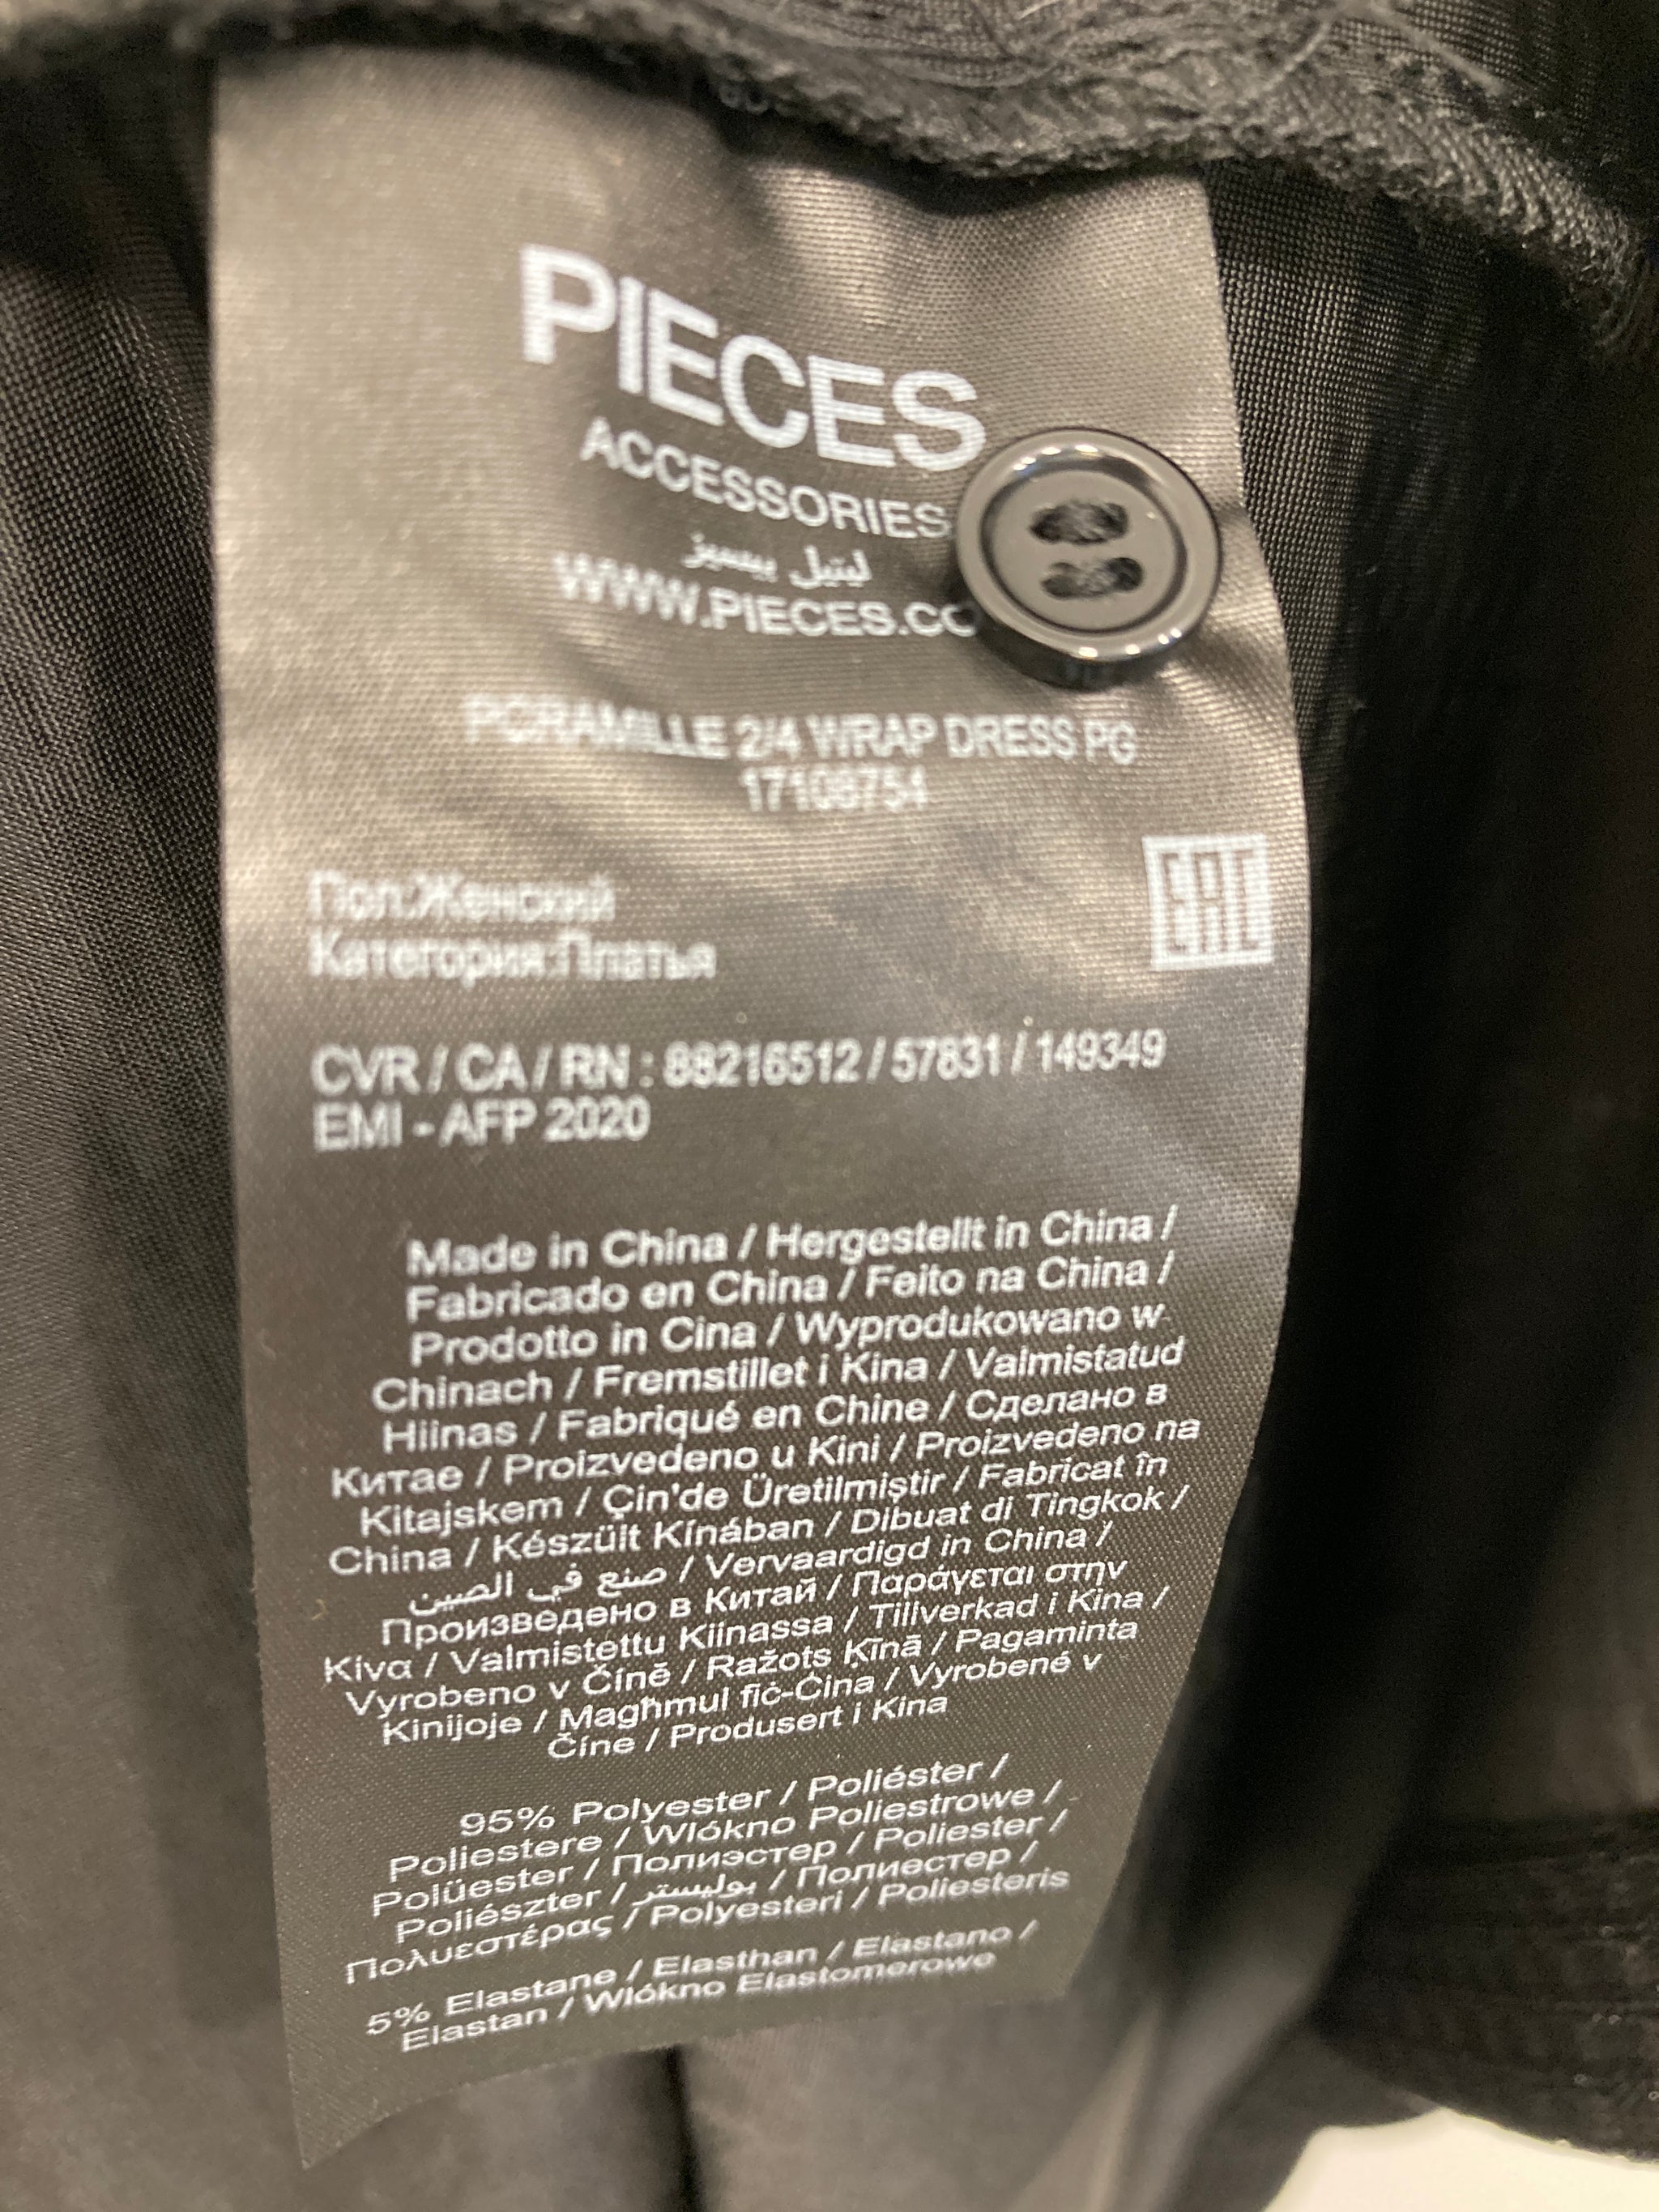 PIECES
ACCESSORIES
ليتيل بيسيز
WWW.PIECES.CO
PCRAMILLE 2/4 WRAP DRESS PG
17108754
Пол:Женский
Категория:Платья
EAC
CVR / CA / RN : 88216512 / 57831 / 149349
EMI - AFP 2020
Made in China / Hergestellt in China /
Fabricado en China / Feito na China /
Prodotto in Cina / Wyprodukowano w
Chinach / Fremstillet i Kina / Valmistatud
Hiinas / Fabriqué en Chine / Сделано в
Китае / Proizvedeno u Kini / Proizvedeno na
Kitajskem / Çin'de Üretilmiştir / Fabricat în
China / Készült Kínában / Dibuat di Tingkok /
صنع في الصين / Vervaardigd in China /
Произведено в Китай / Παράγεται στην
Κίνα / Valmistettu Kiinassa / Tillverkad i Kina /
Vyrobeno v Číně / Ražots Ķīnā / Pagaminta
Kinijoje / Magħmul fiċ-Ċina / Vyrobené v
Číne / Produsert i Kina
95% Polyester / Poliéster /
Poliestere / Wlókno Poliestrowe /
Polüester / Полиэстер / Poliester /
Poliészter / بوليستر / Полиестер /
Πολυεστέρας / Polyesteri / Poliesteris
5% Elastane / Elasthan / Elastano /
Elastan / Wlókno Elastomerowe